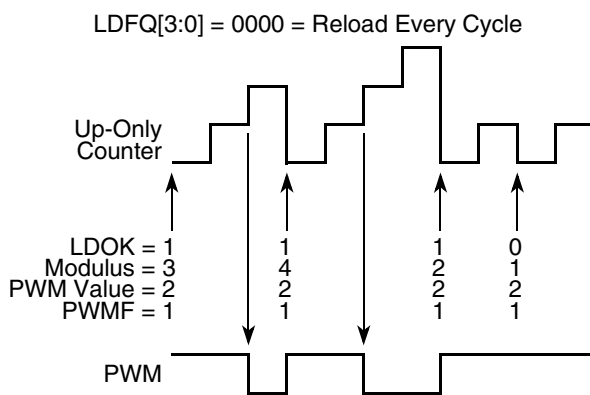 LDFQ[3:0] = 0000 = Reload Every Cycle
Up-Only
Counter
LDOK = 1 1 1 0
Modulus = 3 4 2 1
PWM Value = 2 2 2 2
PWMF = 1 1 1 1
PWM